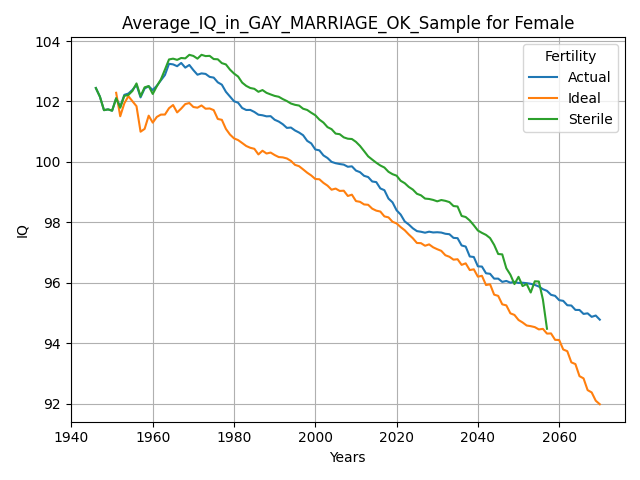 Average_IQ_in_GAY_MARRIAGE_OK_Sample for Female
104
102
100
98
96
94
92
IQ
1940
1960
1980
2000
2020
2040
2060
Years
Fertility
Actual
Ideal
Sterile